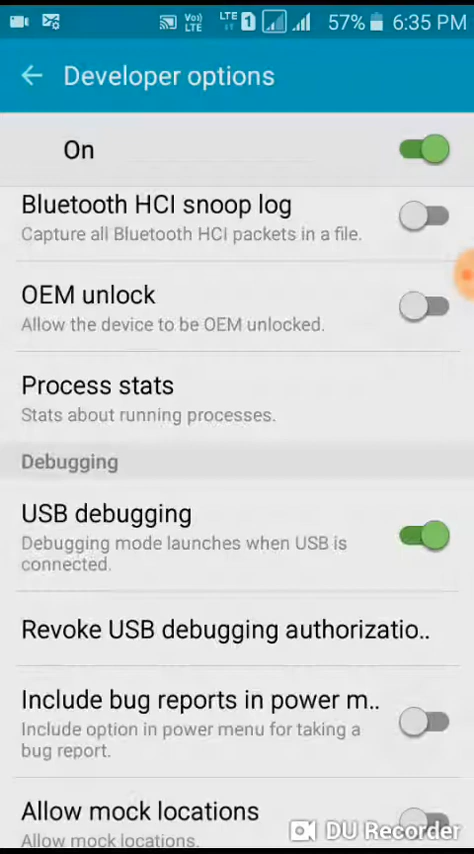 Vo))
LTE
LTE
1
57%
6:35 PM
Developer options
On
Bluetooth HCI snoop log
Capture all Bluetooth HCI packets in a file.
OEM unlock
Allow the device to be OEM unlocked.
Process stats
Stats about running processes.
Debugging
USB debugging
Debugging mode launches when USB is
connected.
Revoke USB debugging authorizatio..
Include bug reports in power m..
Include option in power menu for taking a
bug report.
Allow mock locations
Allow mock locations.
DU Recorder